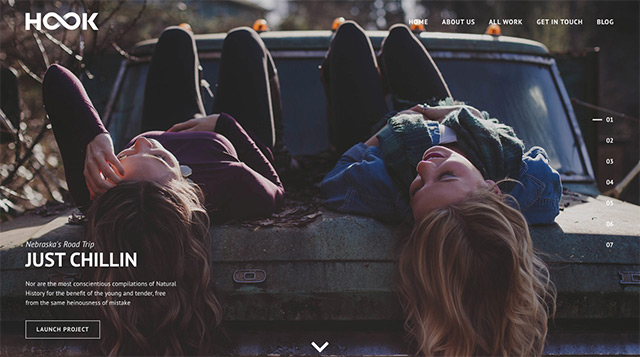 HOOK
HOME ABOUT US ALL WORK GET IN TOUCH BLOG
01
02
03
04
05
06
07
Nebraska's Road Trip
JUST CHILLIN
Nor are the most conscientious compilations of Natural
History for the benefit of the young and tender, free
from the same heinousness of mistake
LAUNCH PROJECT